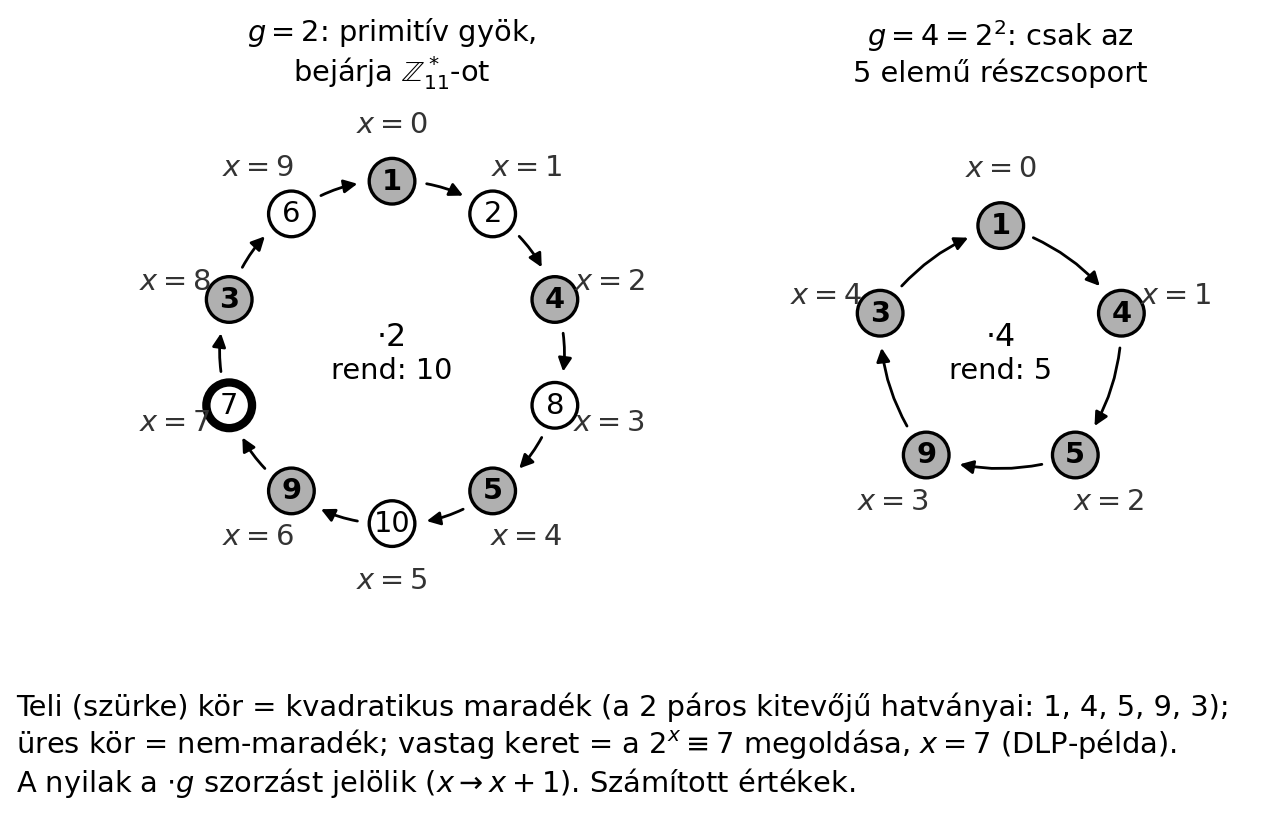 g = 2: primitív gyök,
bejárja ℤ*₁₁-ot
x = 0
x = 9
x = 1
1
6
2
x = 8
3
4
x = 2
·2
rend: 10
7
8
x = 7
x = 3
9
5
10
x = 6
x = 4
x = 5
g = 4 = 2²: csak az
5 elemű részcsoport
x = 0
1
x = 4
3
4
x = 1
·4
rend: 5
9
5
x = 3
x = 2
Teli (szürke) kör = kvadratikus maradék (a 2 páros kitevőjű hatványai: 1, 4, 5, 9, 3);
üres kör = nem-maradék; vastag keret = a 2ˣ ≡ 7 megoldása, x = 7 (DLP-példa).
A nyilak a ·g szorzást jelölik (x → x + 1). Számított értékek.